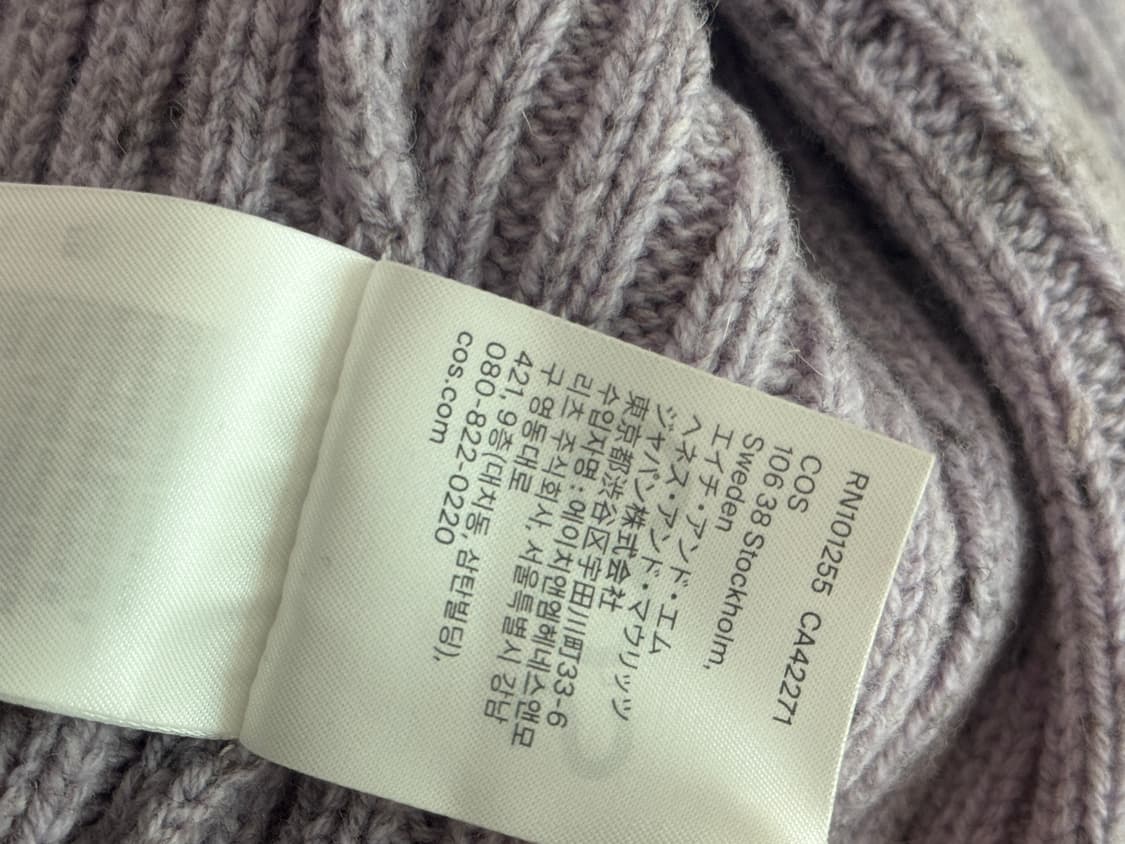 RN101255 CA42271
COS
106 38 Stockholm,
Sweden
エイチ・アンド・エム
ヘネス・アンド・マウリッツ
ジャパン株式会社
東京都渋谷区宇田川町33-6
수입자명 : 에이치앤엠헤네스앤모
리츠 주식회사, 서울특별시 강남
구 영동대로
421, 9층(대치동, 삼탄빌딩),
080-822-0220
cos.com